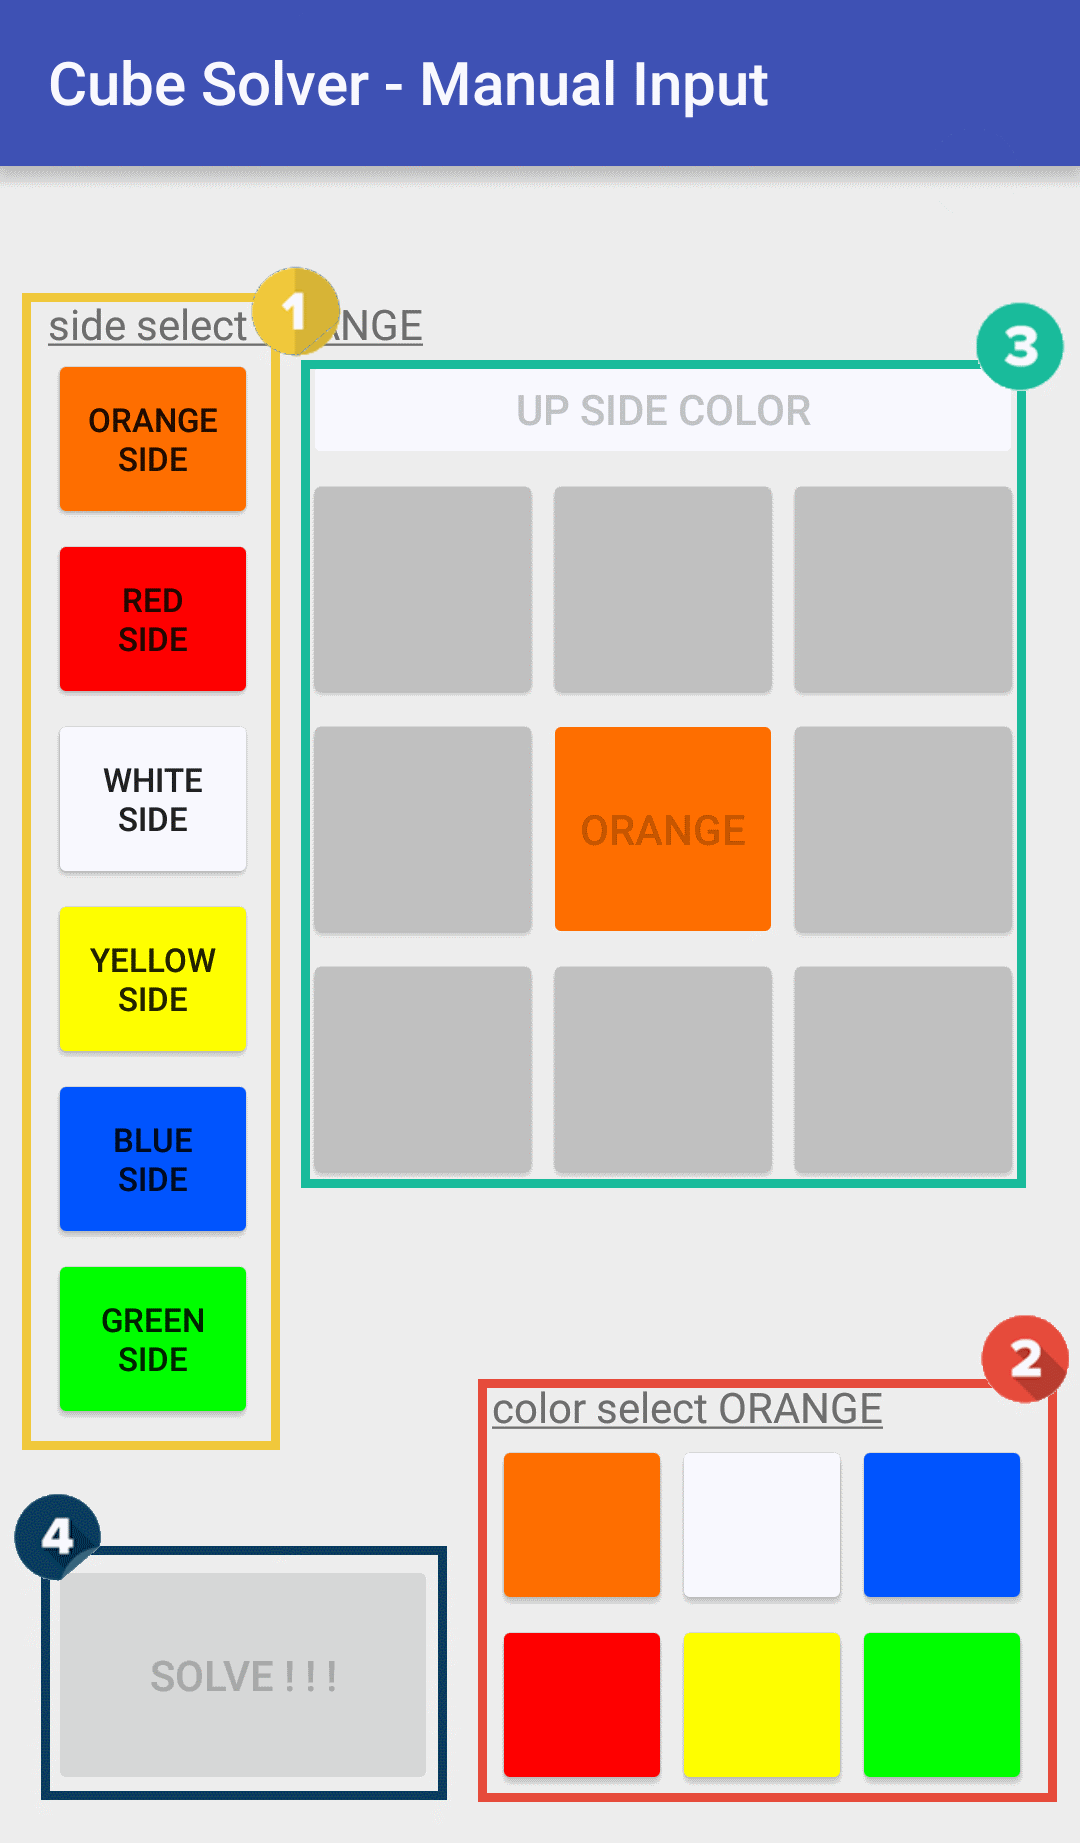 Cube Solver - Manual Input
1
side select NGE
3
UP SIDE COLOR
ORANGE
SIDE
RED
SIDE
WHITE
SIDE
ORANGE
YELLOW
SIDE
BLUE
SIDE
GREEN
SIDE
2
color select ORANGE
4
SOLVE ! ! !